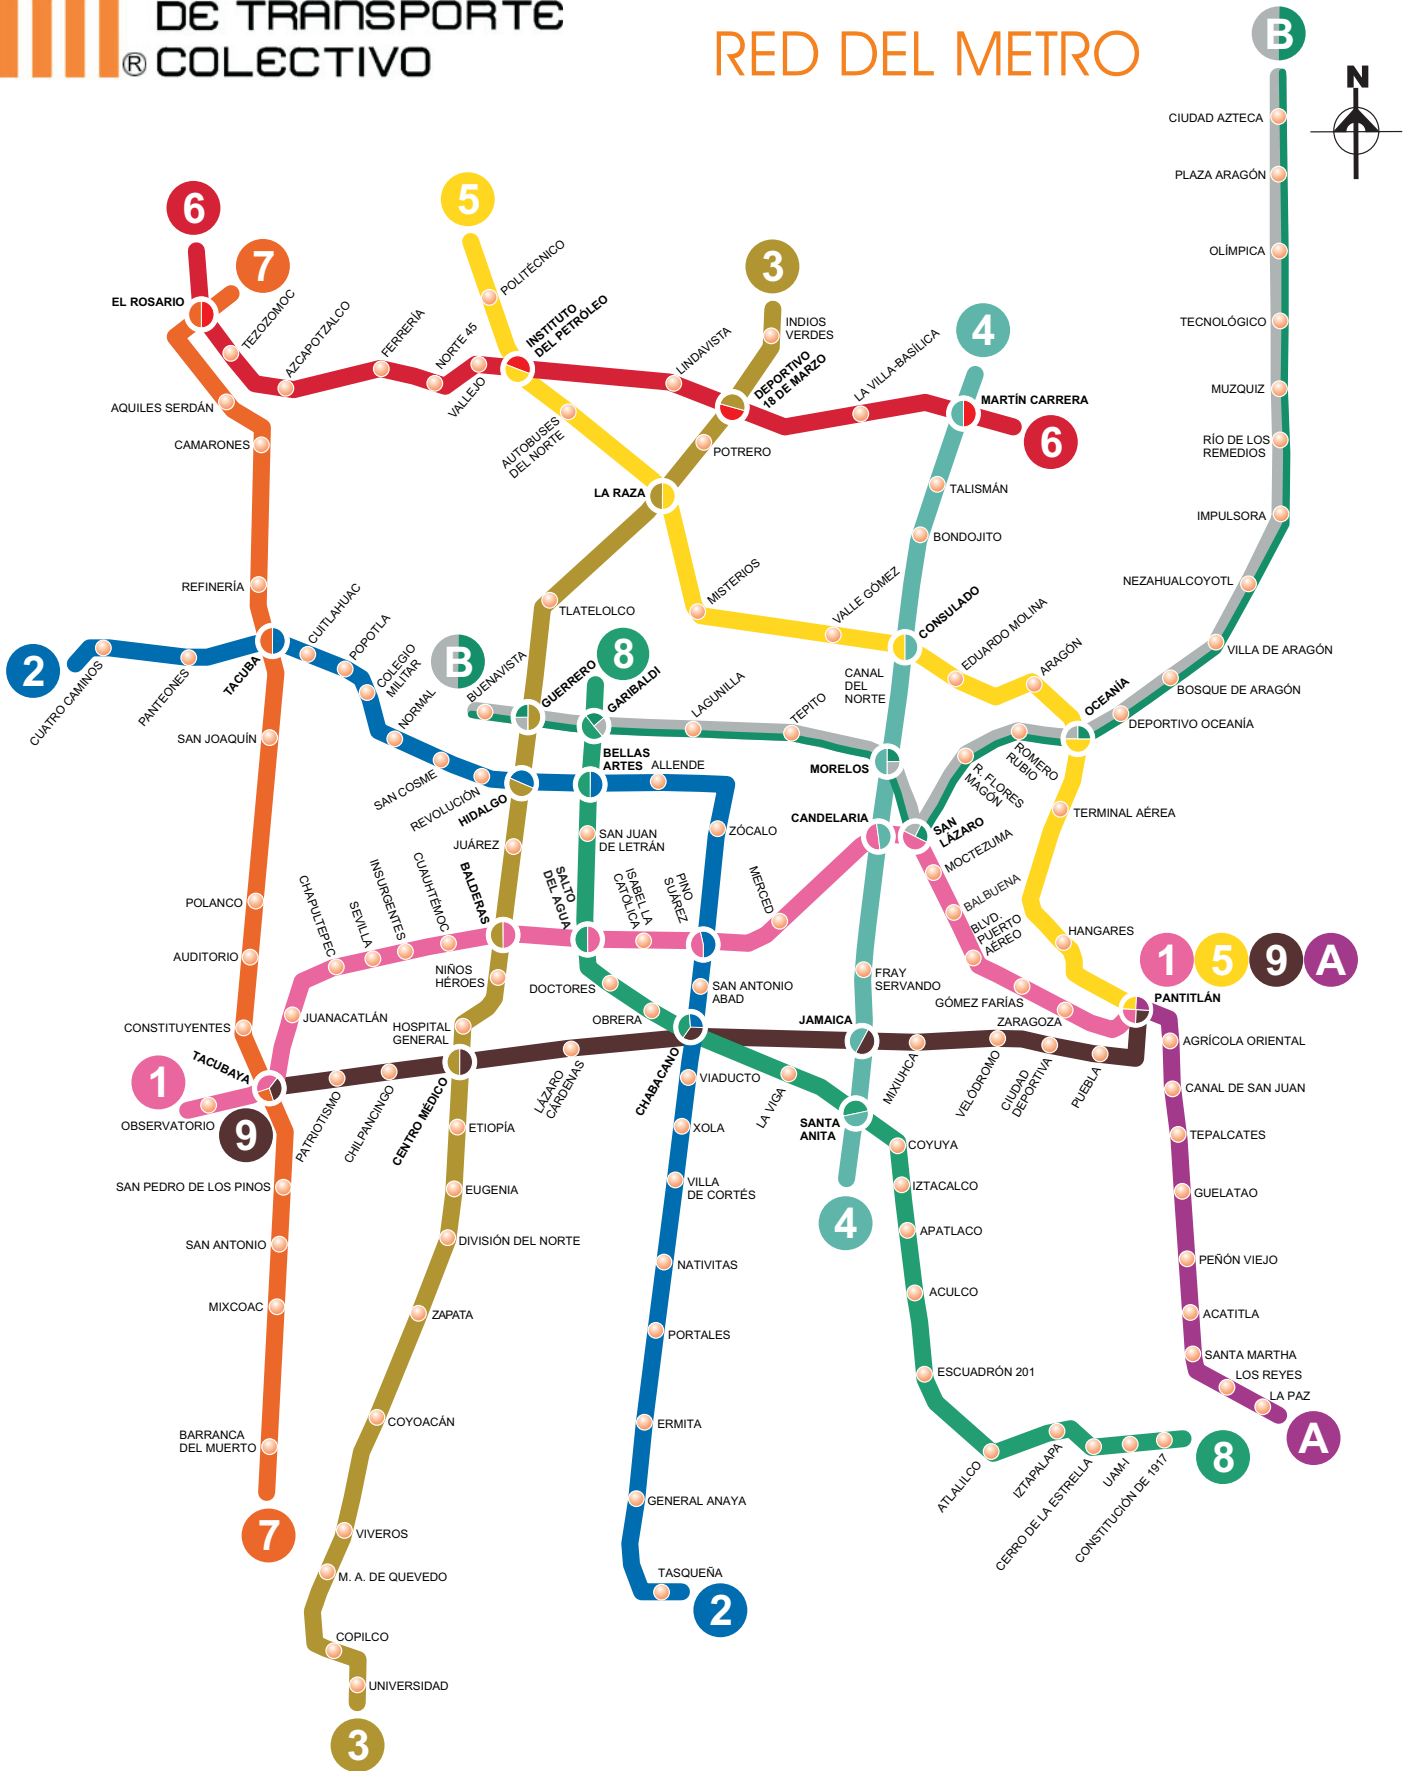 DE TRANSPORTE
COLECTIVO
®
RED DEL METRO
B
N
CIUDAD AZTECA
PLAZA ARAGÓN
OLÍMPICA
TECNOLÓGICO
MUZQUIZ
RÍO DE LOS
REMEDIOS
IMPULSORA
NEZAHUALCOYOTL
VILLA DE ARAGÓN
BOSQUE DE ARAGÓN
DEPORTIVO OCEANÍA
OCEANÍA
ROMERO
RUBIO
R. FLORES
MAGÓN
SAN
LÁZARO
MORELOS
TEPITO
LAGUNILLA
GARIBALDI
GUERRERO
BUENAVISTA
B
6
7
EL ROSARIO
TEZOZOMOC
AZCAPOTZALCO
FERRERÍA
NORTE 45
VALLEJO
INSTITUTO
DEL PETRÓLEO
LINDAVISTA
DEPORTIVO
18 DE MARZO
LA VILLA-BASÍLICA
MARTÍN CARRERA
6
5
POLITÉCNICO
AUTOBUSES
DEL NORTE
LA RAZA
MISTERIOS
VALLE GÓMEZ
CONSULADO
EDUARDO MOLINA
ARAGÓN
TERMINAL AÉREA
HANGARES
1
5
9
A
PANTITLÁN
3
INDIOS
VERDES
POTRERO
TLATELOLCO
4
TALISMÁN
BONDOJITO
CANAL
DEL
NORTE
CANDELARIA
FRAY
SERVANDO
JAMAICA
SANTA
ANITA
4
AQUILES SERDÁN
CAMARONES
REFINERÍA
TACUBA
SAN JOAQUÍN
POLANCO
AUDITORIO
CONSTITUYENTES
TACUBAYA
SAN PEDRO DE LOS PINOS
SAN ANTONIO
MIXCOAC
BARRANCA
DEL MUERTO
7
2
CUATRO CAMINOS
PANTEONES
CUITLAHUAC
POPOTLA
COLEGIO
MILITAR
NORMAL
SAN COSME
REVOLUCIÓN
HIDALGO
8
BELLAS
ARTES
ALLENDE
ZÓCALO
PINO
SUÁREZ
SAN ANTONIO
ABAD
CHABACANO
VIADUCTO
XOLA
VILLA
DE CORTÉS
NATIVITAS
PORTALES
ERMITA
GENERAL ANAYA
TASQUEÑA
2
JUÁREZ
BALDERAS
NIÑOS
HÉROES
HOSPITAL
GENERAL
CENTRO MÉDICO
ETIOPÍA
EUGENIA
DIVISIÓN DEL NORTE
ZAPATA
COYOACÁN
VIVEROS
M. A. DE QUEVEDO
COPILCO
UNIVERSIDAD
3
SAN JUAN
DE LETRÁN
SALTO
DEL AGUA
DOCTORES
OBRERA
LA VIGA
COYUYA
IZTACALCO
APATLACO
ACULCO
ESCUADRÓN 201
ATLALILCO
IZTAPALAPA
CERRO DE LA ESTRELLA
UAM-I
CONSTITUCIÓN DE 1917
8
1
OBSERVATORIO
9
JUANACATLÁN
CHAPULTEPEC
SEVILLA
INSURGENTES
CUAUHTÉMOC
ISABEL LA
CATÓLICA
MERCED
MOCTEZUMA
BALBUENA
BLVD.
PUERTO
AÉREO
GÓMEZ FARÍAS
ZARAGOZA
PATRIOTISMO
CHILPANCINGO
LÁZARO
CÁRDENAS
MIXIUHCA
VELÓDROMO
CIUDAD
DEPORTIVA
PUEBLA
AGRÍCOLA ORIENTAL
CANAL DE SAN JUAN
TEPALCATES
GUELATAO
PEÑÓN VIEJO
ACATITLA
SANTA MARTHA
LOS REYES
LA PAZ
A